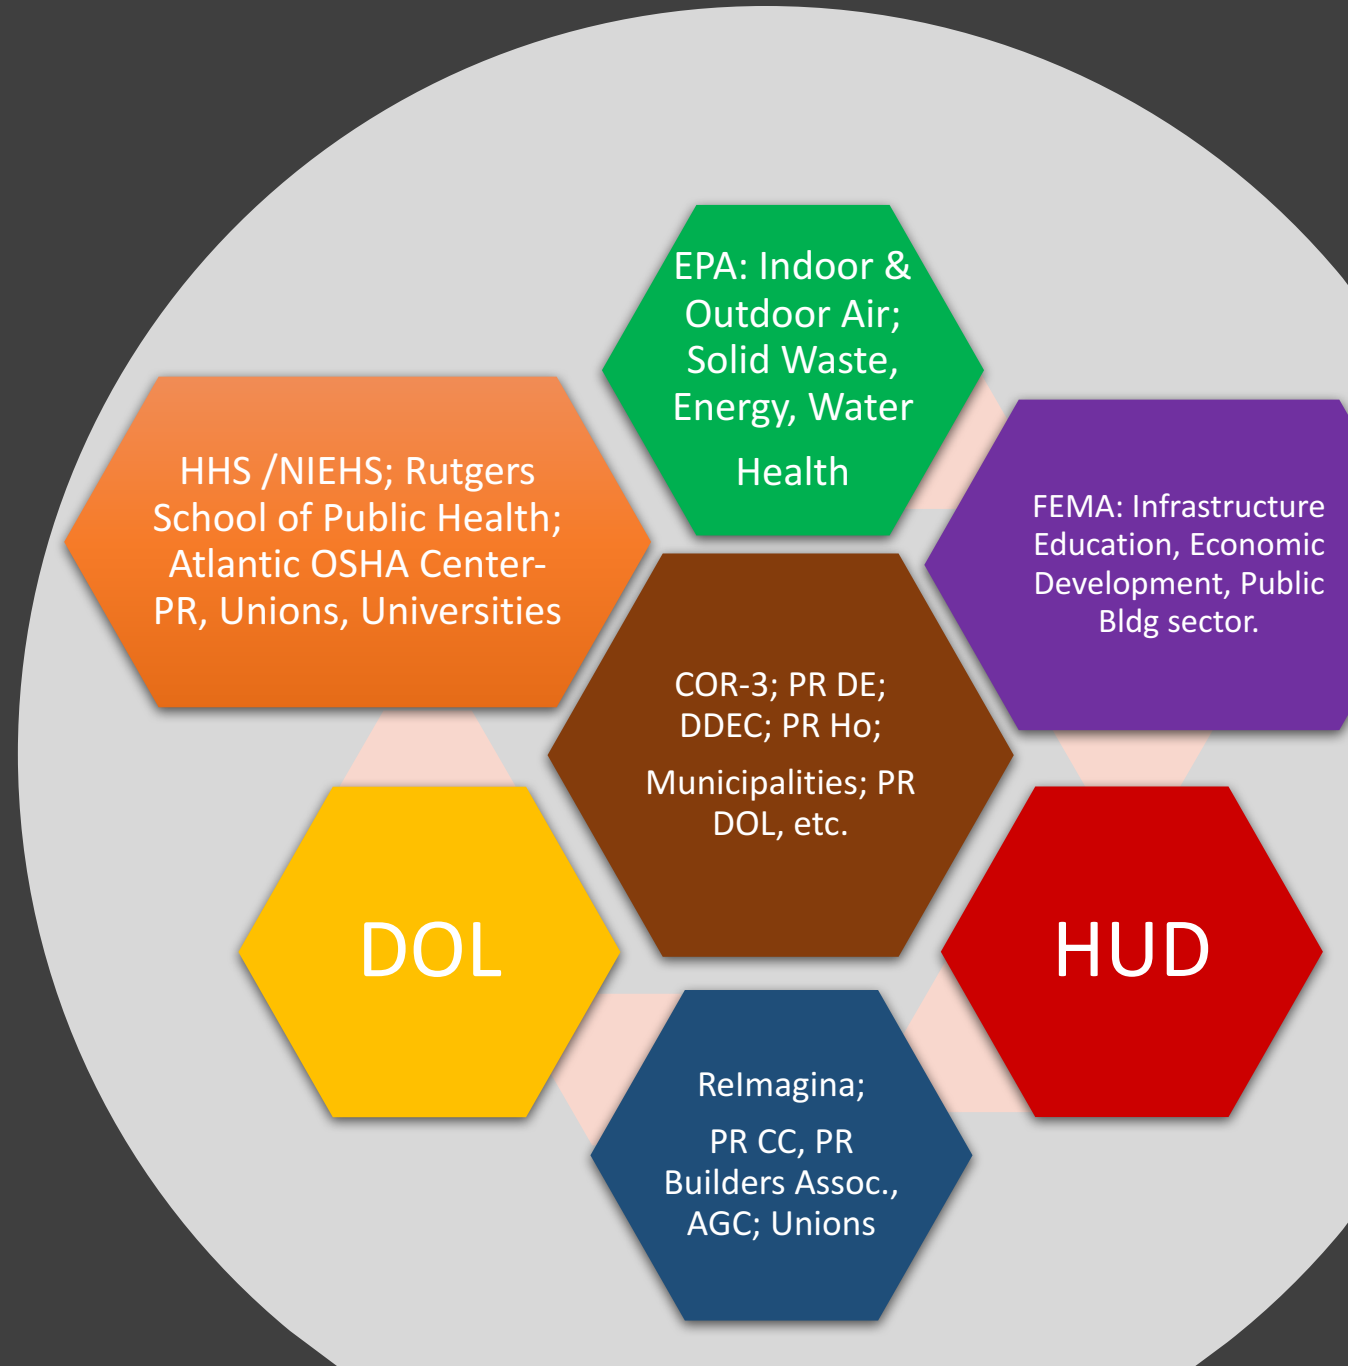 EPA: Indoor &
Outdoor Air;
Solid Waste,
Energy, Water
Health
HHS /NIEHS; Rutgers
School of Public Health;
Atlantic OSHA Center-
PR, Unions, Universities
FEMA: Infrastructure
Education, Economic
Development, Public
Bldg sector.
COR-3; PR DE;
DDEC; PR Ho;
Municipalities; PR
DOL, etc.
DOL
HUD
ReImagina;
PR CC, PR
Builders Assoc.,
AGC; Unions